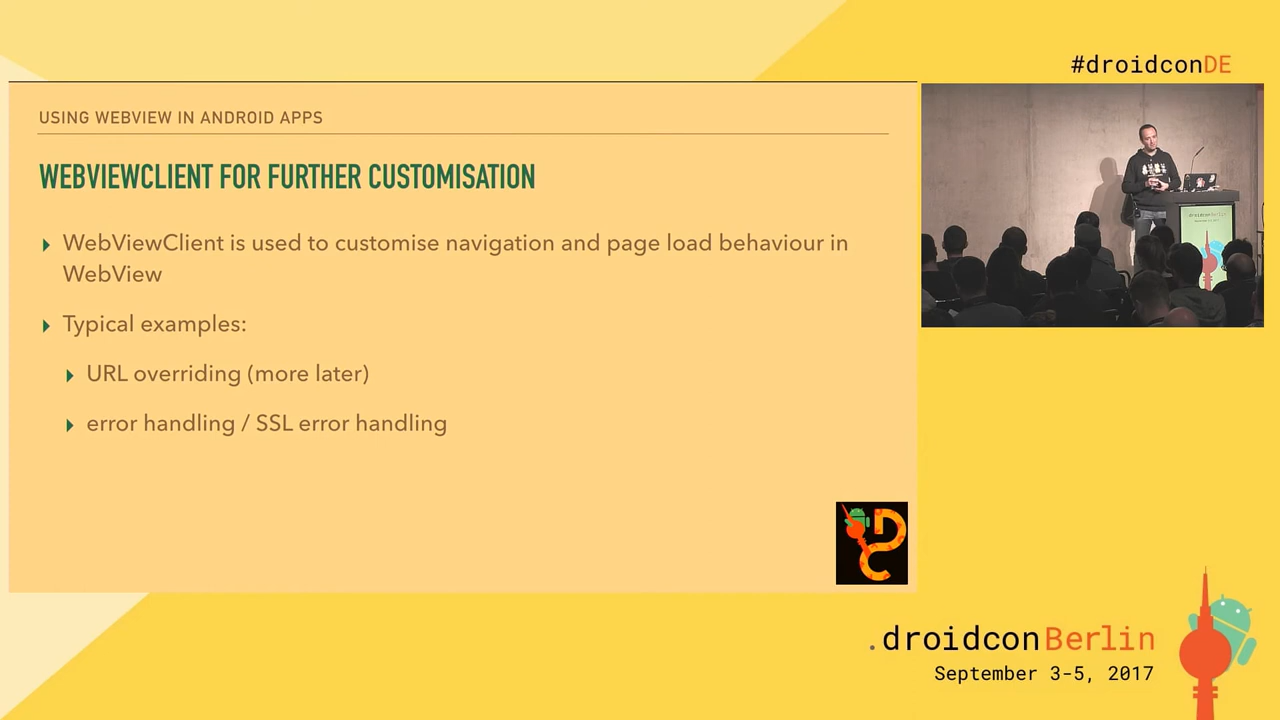 #droidconDE
USING WEBVIEW IN ANDROID APPS
WEBVIEWCLIENT FOR FURTHER CUSTOMISATION
WebViewClient is used to customise navigation and page load behaviour in
WebView
Typical examples:
URL overriding (more later)
error handling / SSL error handling
DC
.droidconBerlin
September 3-5, 2017